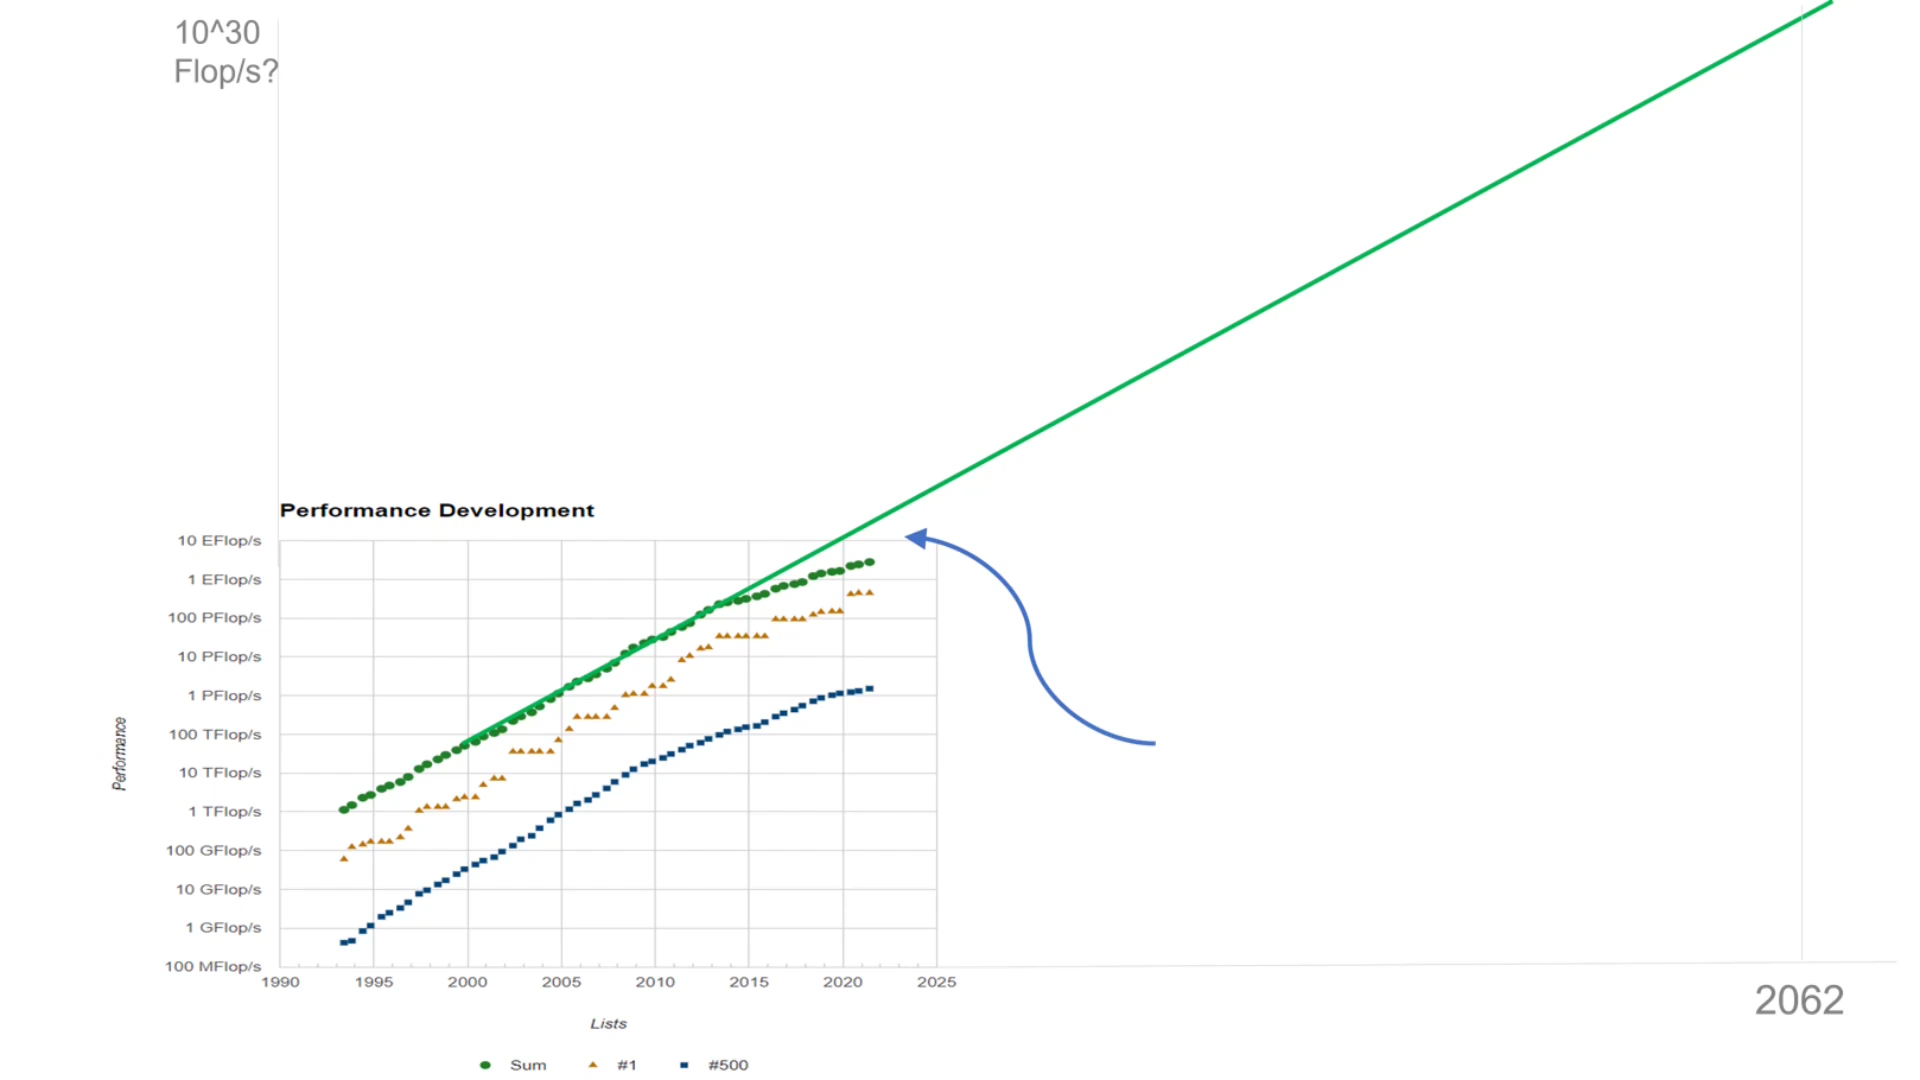 10^30
Flop/s?
Performance Development
10 EFlop/s
1 EFlop/s
100 PFlop/s
10 PFlop/s
1 PFlop/s
100 TFlop/s
10 TFlop/s
1 TFlop/s
100 GFlop/s
10 GFlop/s
1 GFlop/s
100 MFlop/s
Performance
1990 1995 2000 2005 2010 2015 2020 2025
2062
Lists
Sum #1 #500